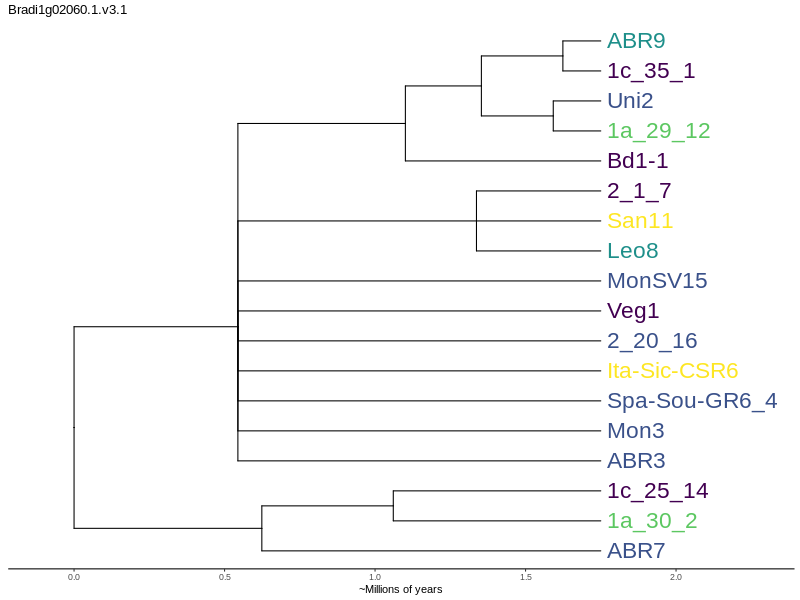 Bradi1g02060.1.v3.1
ABR9
1c_35_1
Uni2
1a_29_12
Bd1-1
2_1_7
San11
Leo8
MonSV15
Veg1
2_20_16
Ita-Sic-CSR6
Spa-Sou-GR6_4
Mon3
ABR3
1c_25_14
1a_30_2
ABR7
0.0 0.5 1.0 1.5 2.0
~Millions of years